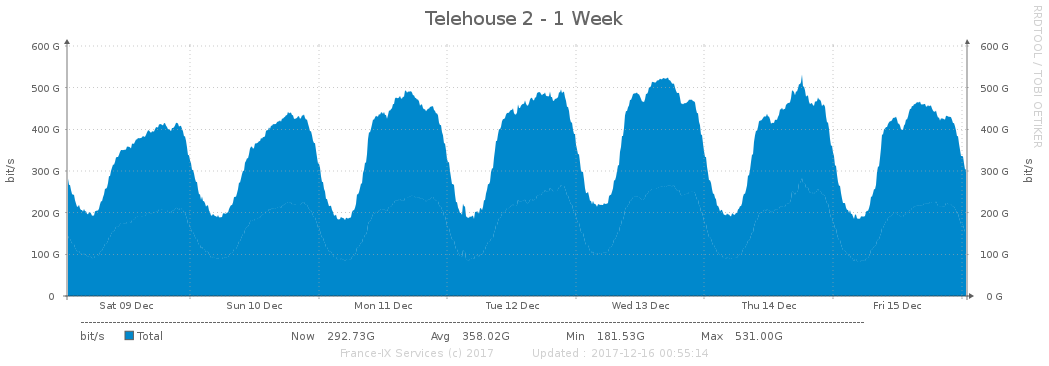 Telehouse 2 - 1 Week
RRDTOOL / TOBI OETIKER
bit/s
600 G
500 G
400 G
300 G
200 G
100 G
0
600 G
500 G
400 G
300 G
200 G
100 G
0 G
bit/s
Sat 09 Dec Sun 10 Dec Mon 11 Dec Tue 12 Dec Wed 13 Dec Thu 14 Dec Fri 15 Dec
bit/s Total Now 292.73G Avg 358.02G Min 181.53G Max 531.00G
France-IX Services (c) 2017 Updated : 2017-12-16 00:55:14